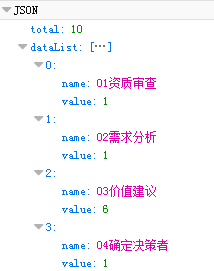 JSON
total: 10
dataList: […]
0:
name: 01资质审查
value: 1
1:
name: 02需求分析
value: 1
2:
name: 03价值建议
value: 6
3:
name: 04确定决策者
value: 1